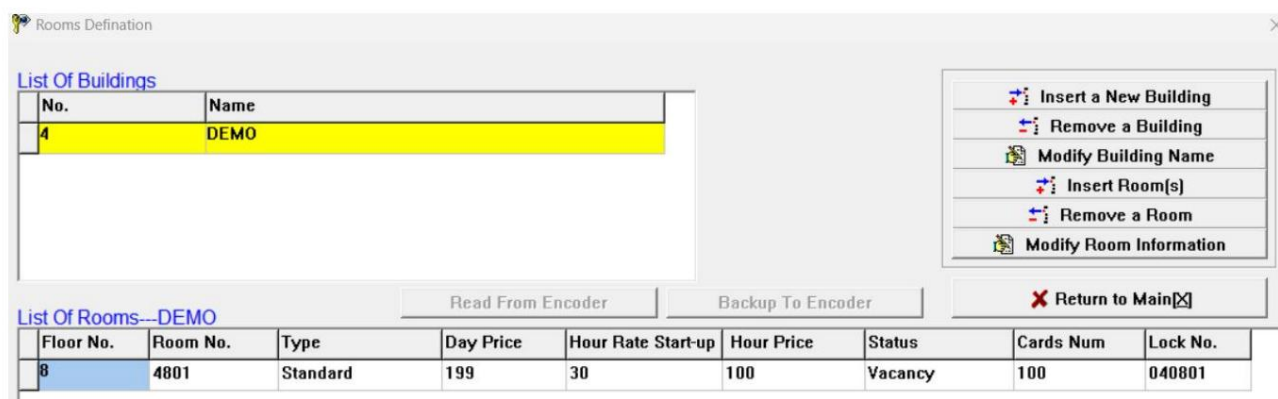 Rooms Defination
List Of Buildings
No. Name
4 DEMO
Insert a New Building
Remove a Building
Modify Building Name
Insert Room(s)
Remove a Room
Modify Room Information
Read From Encoder Backup To Encoder Return to Main[X]
List Of Rooms---DEMO
Floor No. Room No. Type Day Price Hour Rate Start-up Hour Price Status Cards Num Lock No.
8 4801 Standard 199 30 100 Vacancy 100 040801